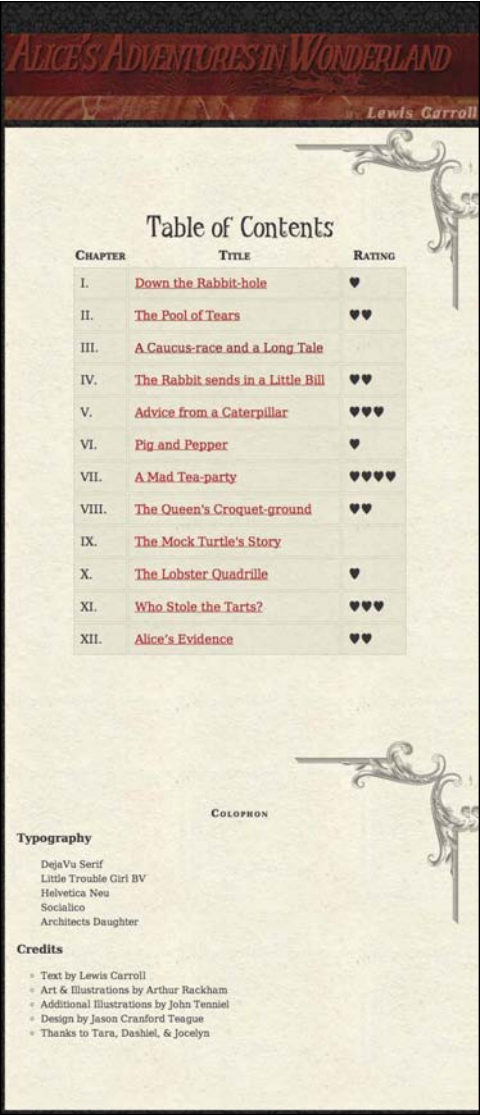 ALICE'S ADVENTURES IN WONDERLAND
Lewis Carroll
Table of Contents
CHAPTER TITLE RATING
I. Down the Rabbit-hole ♥
II. The Pool of Tears ♥♥
III. A Caucus-race and a Long Tale
IV. The Rabbit sends in a Little Bill ♥♥
V. Advice from a Caterpillar ♥♥♥
VI. Pig and Pepper ♥
VII. A Mad Tea-party ♥♥♥♥
VIII. The Queen's Croquet-ground ♥♥
IX. The Mock Turtle's Story
X. The Lobster Quadrille ♥
XI. Who Stole the Tarts? ♥♥♥
XII. Alice's Evidence ♥♥
COLOPHON
Typography
DejaVu Serif
Little Trouble Girl BV
Helvetica Neu
Socialico
Architects Daughter
Credits
Text by Lewis Carroll
Art & Illustrations by Arthur Rackham
Additional Illustrations by John Tenniel
Design by Jason Cranford Teague
Thanks to Tara, Dashiel, & Jocelyn